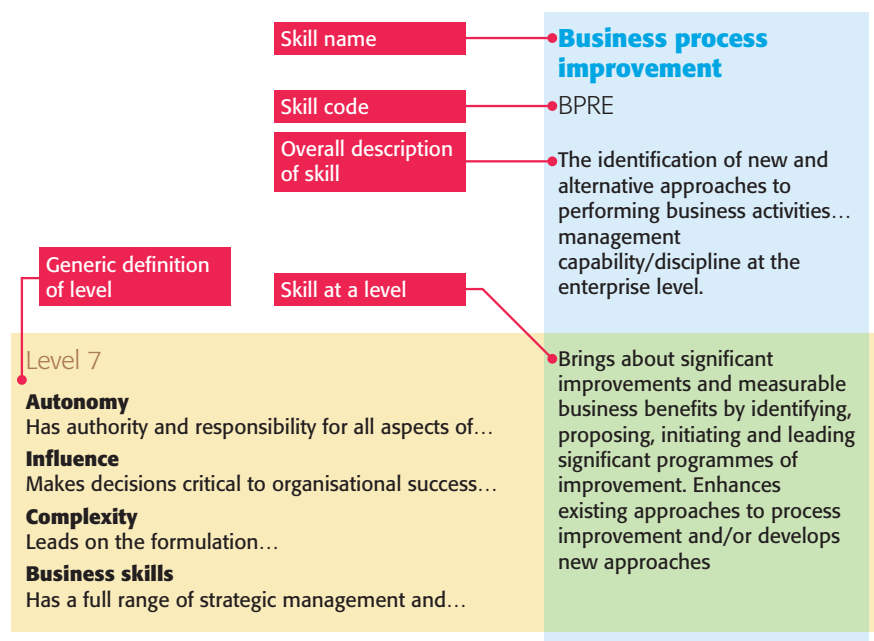 Skill name
Business process
improvement
Skill code
BPRE
Overall description
of skill
The identification of new and
alternative approaches to
performing business activities…
management
capability/discipline at the
enterprise level.
Generic definition
of level
Skill at a level
Level 7
Autonomy
Has authority and responsibility for all aspects of…
Influence
Makes decisions critical to organisational success…
Complexity
Leads on the formulation…
Business skills
Has a full range of strategic management and…
Brings about significant
improvements and measurable
business benefits by identifying,
proposing, initiating and leading
significant programmes of
improvement. Enhances
existing approaches to process
improvement and/or develops
new approaches